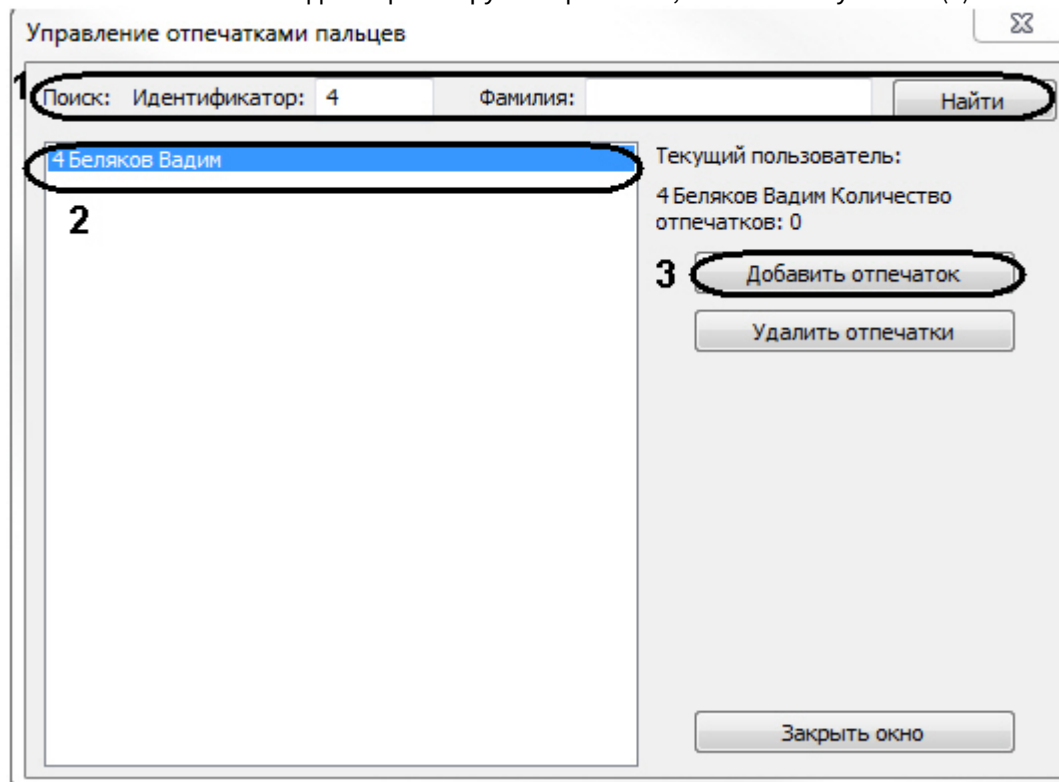 Управление отпечатками пальцев
1
Поиск: Идентификатор: 4 Фамилия: Найти
4 Беляков Вадим
2
Текущий пользователь:
4 Беляков Вадим Количество
отпечатков: 0
3 Добавить отпечаток
Удалить отпечатки
Закрыть окно